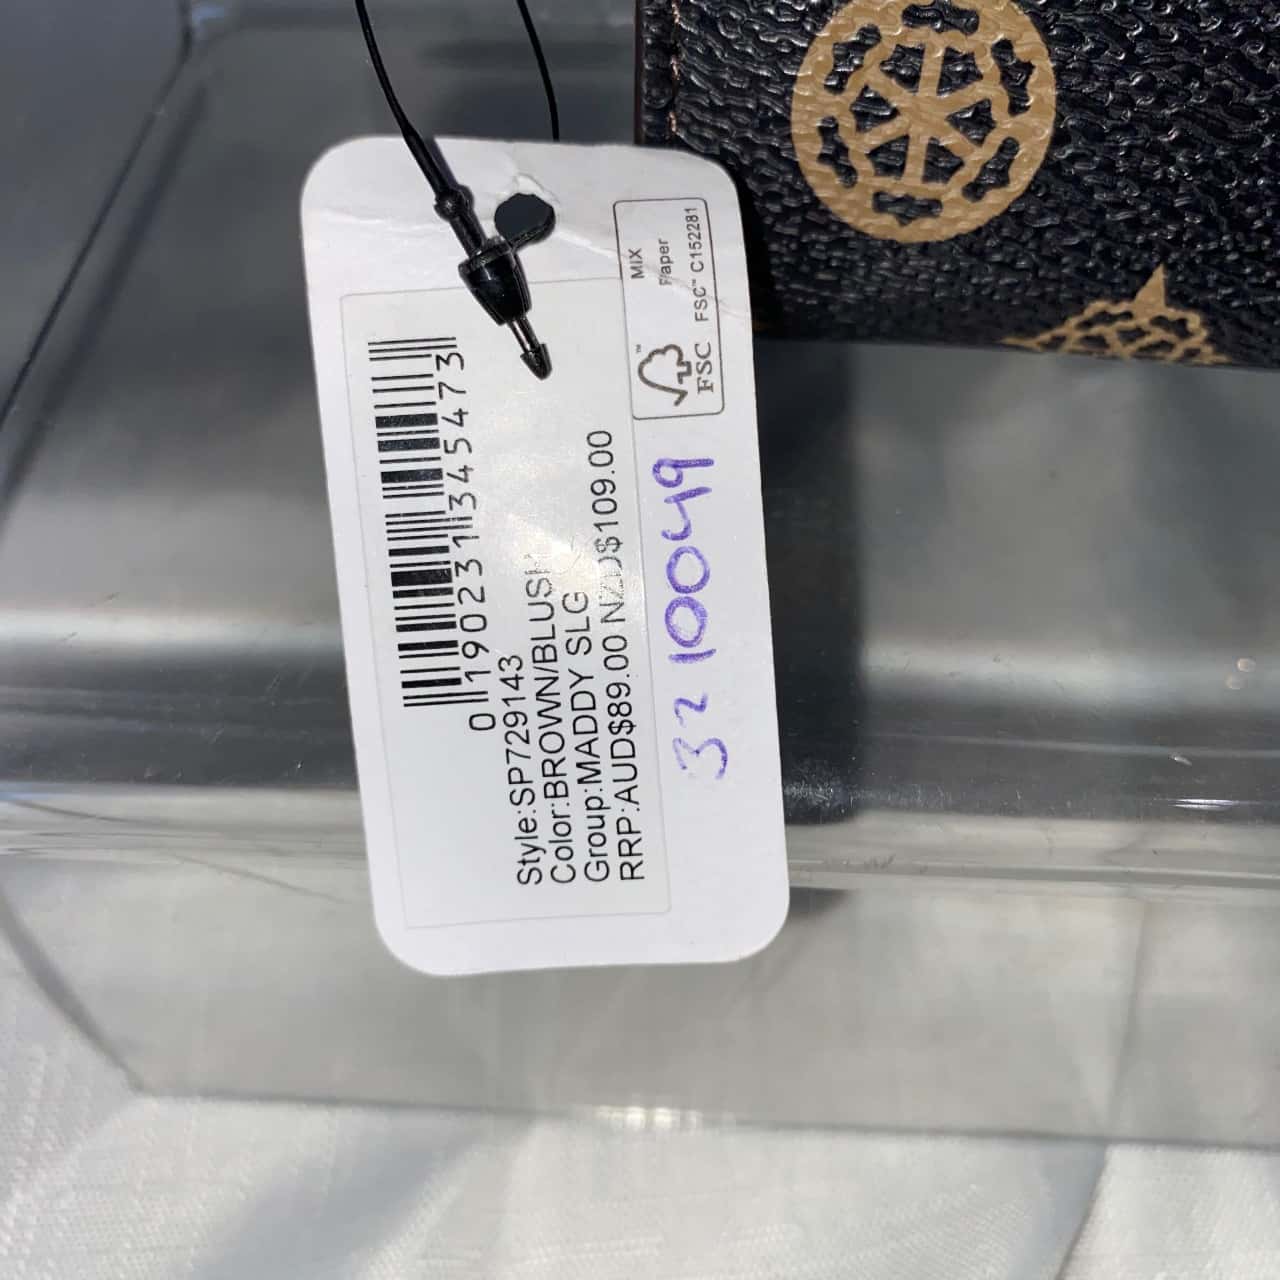 0 190231 345473
Style:SP729143
Color:BROWN/BLUSH
Group:MADDY SLG
RRP:AUD$89.00 NZD$109.00
MIX
Paper
FSC™ C152281
FSC
3210049